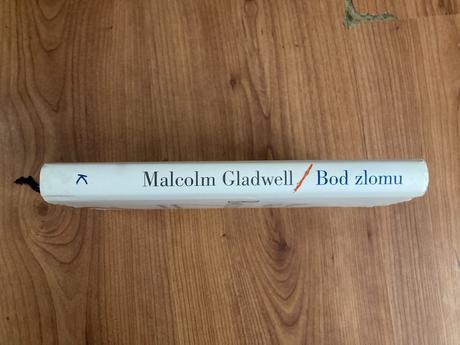 K
Malcolm Gladwell / Bod zlomu